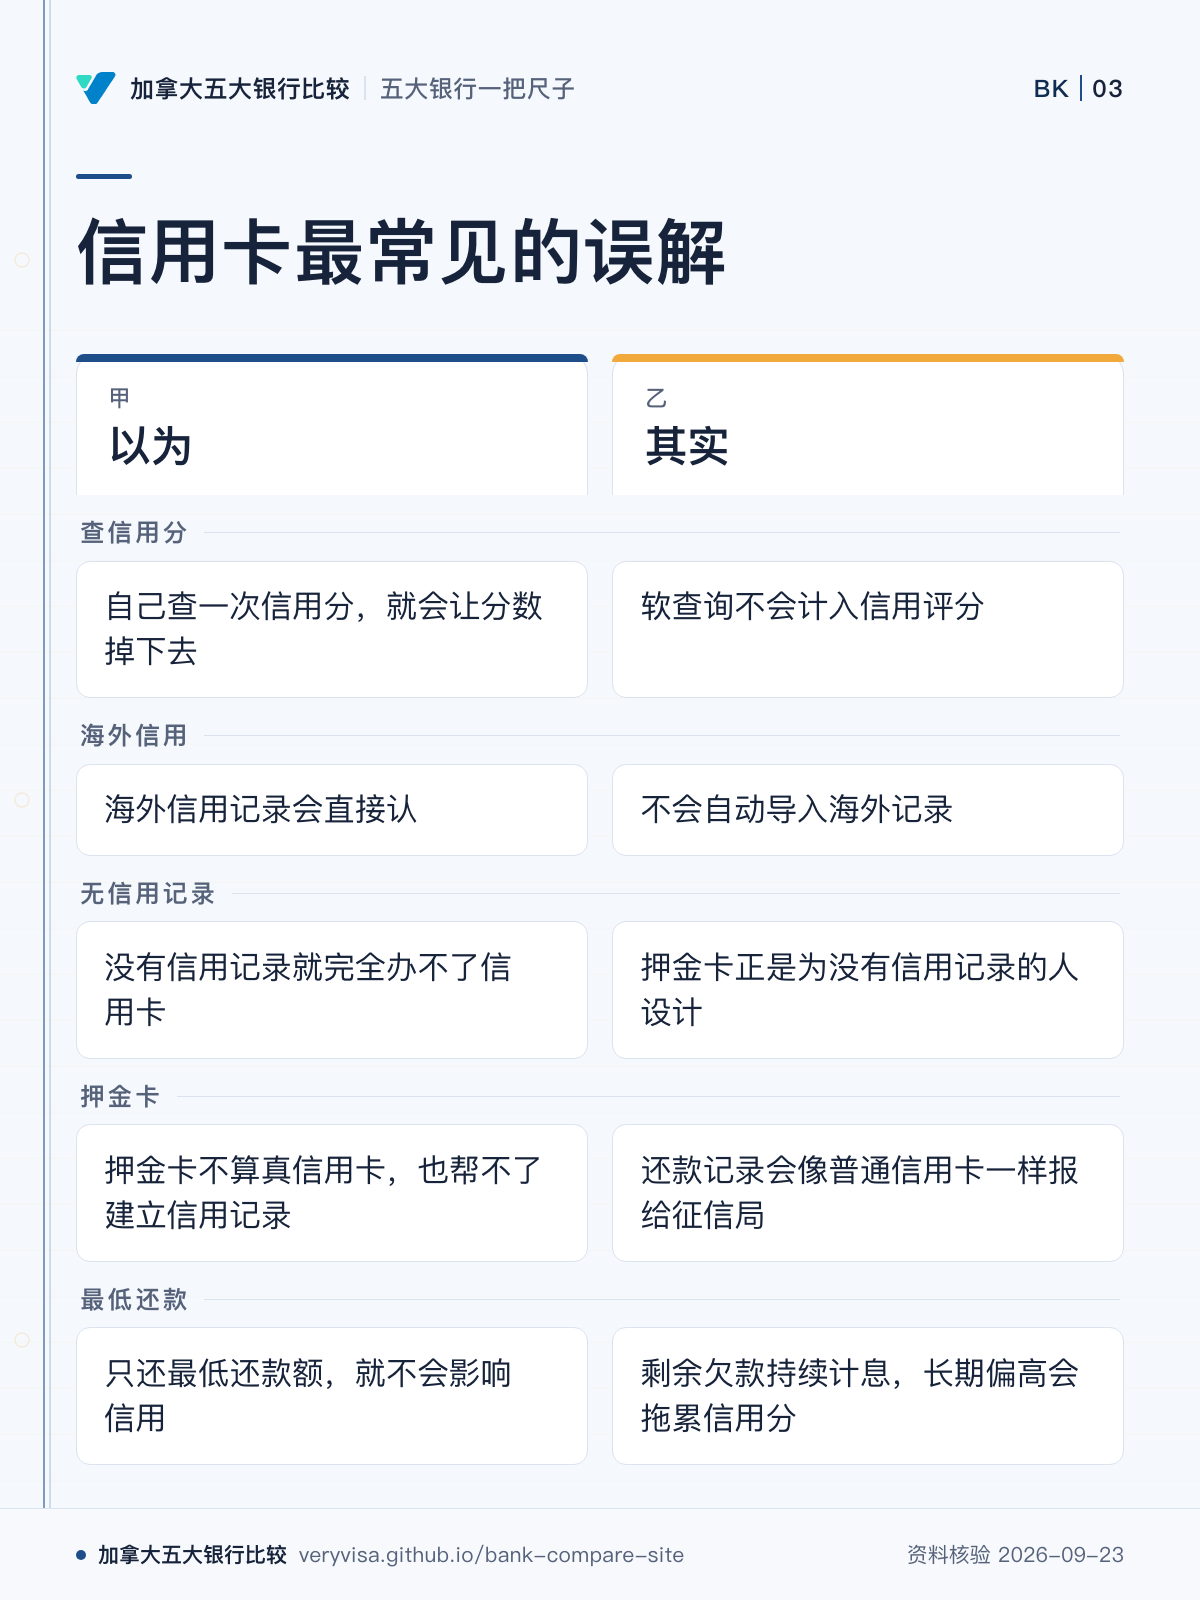 加拿大五大银行比较 五大银行一把尺子
BK 03
信用卡最常见的误解
甲
以为
乙
其实
查信用分
自己查一次信用分，就会让分数
掉下去
软查询不会计入信用评分
海外信用
海外信用记录会直接认
不会自动导入海外记录
无信用记录
没有信用记录就完全办不了信
用卡
押金卡正是为没有信用记录的人
设计
押金卡
押金卡不算真信用卡，也帮不了
建立信用记录
还款记录会像普通信用卡一样报
给征信局
最低还款
只还最低还款额，就不会影响
信用
剩余欠款持续计息，长期偏高会
拖累信用分
加拿大五大银行比较 veryvisa.github.io/bank-compare-site
资料核验 2026-09-23